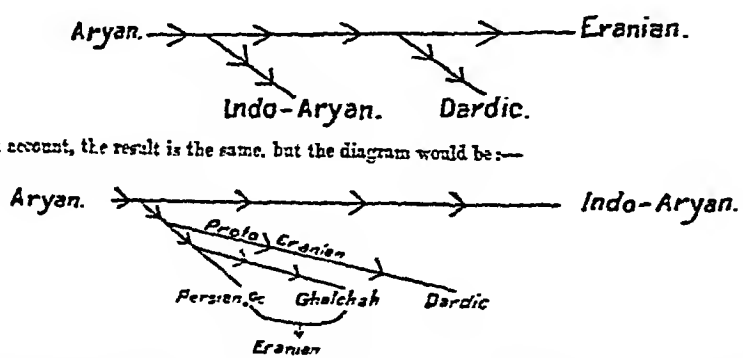 Aryan. Eranian.
Indo-Aryan. Dardic.
account, the result is the same, but the diagram would be:—
Aryan. Indo-Aryan.
Proto Eranian
Persian, &c Ghalchah Dardic
Eranian